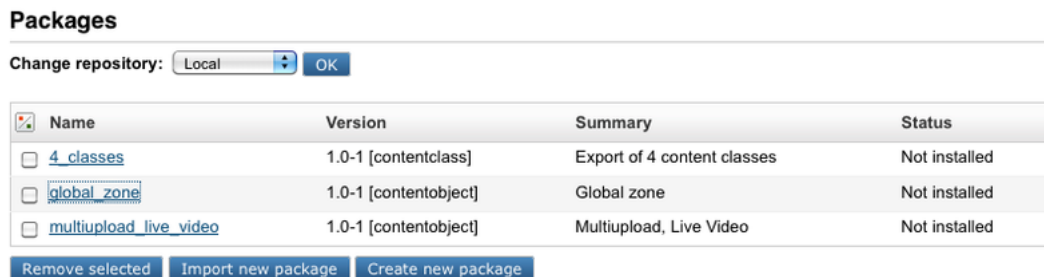 Packages
Change repository: Local OK
Name Version Summary Status
4_classes 1.0-1 [contentclass] Export of 4 content classes Not installed
global_zone 1.0-1 [contentobject] Global zone Not installed
multiupload_live_video 1.0-1 [contentobject] Multiupload, Live Video Not installed
Remove selected Import new package Create new package